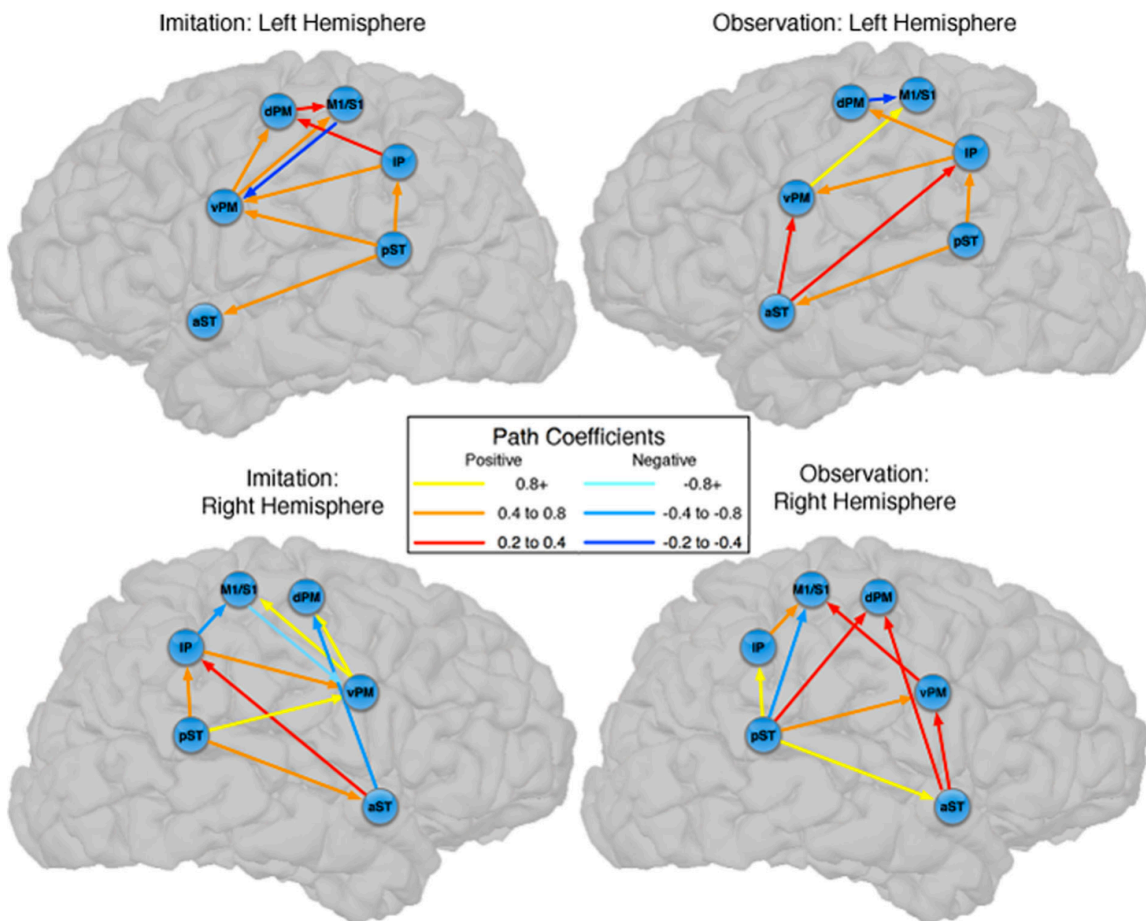 Imitation: Left Hemisphere
Observation: Left Hemisphere
dPM
M1/S1
IP
vPM
pST
aST
dPM
M1/S1
IP
vPM
pST
aST
Path Coefficients
Positive
Negative
0.8+
-0.8+
0.4 to 0.8
-0.4 to -0.8
0.2 to 0.4
-0.2 to -0.4
Imitation:
Right Hemisphere
Observation:
Right Hemisphere
M1/S1
dPM
IP
vPM
pST
aST
M1/S1
dPM
IP
vPM
pST
aST